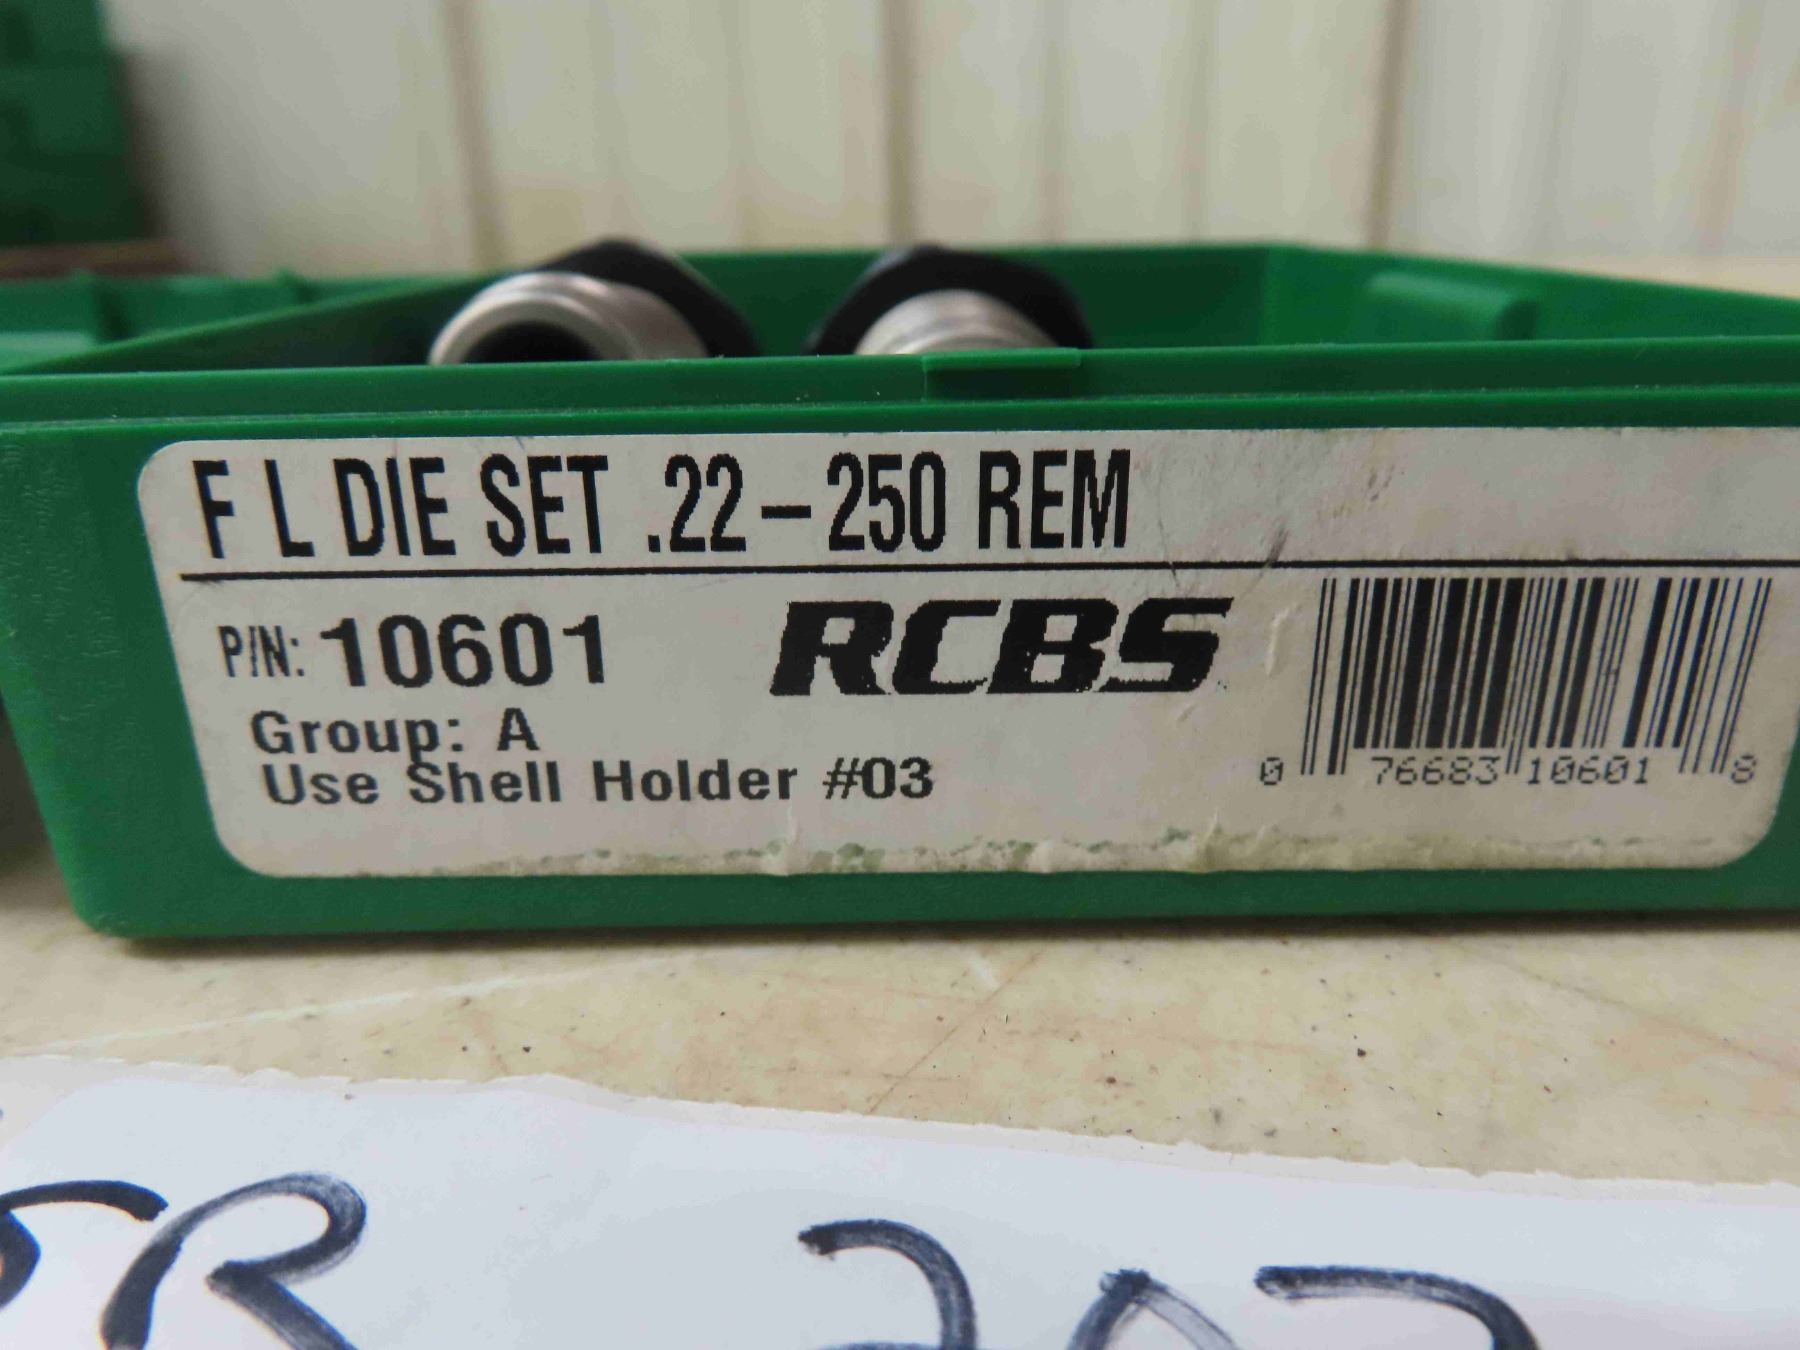 F L DIE SET .22-250 REM
P/N: 10601
RCBS
Group: A
Use Shell Holder #03
0 76683 10601 8